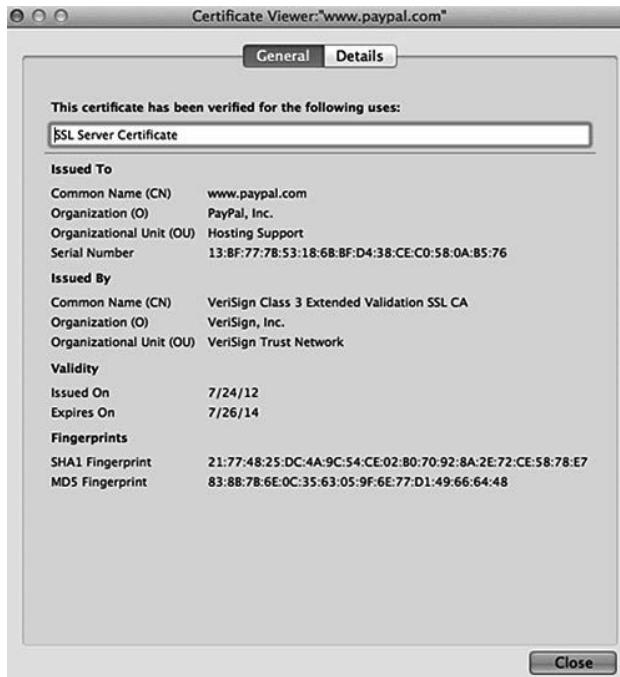 Certificate Viewer:"www.paypal.com"
General Details
This certificate has been verified for the following uses:
SSL Server Certificate
Issued To
Common Name (CN) www.paypal.com
Organization (O) PayPal, Inc.
Organizational Unit (OU) Hosting Support
Serial Number 13:BF:77:7B:53:18:6B:BF:D4:38:CE:C0:58:0A:B5:76
Issued By
Common Name (CN) VeriSign Class 3 Extended Validation SSL CA
Organization (O) VeriSign, Inc.
Organizational Unit (OU) VeriSign Trust Network
Validity
Issued On 7/24/12
Expires On 7/26/14
Fingerprints
SHA1 Fingerprint 21:77:48:25:DC:4A:9C:54:CE:02:B0:70:92:8A:2E:72:CE:58:78:E7
MD5 Fingerprint 83:8B:7B:6E:0C:35:63:05:9F:6E:77:D1:49:66:64:48
Close